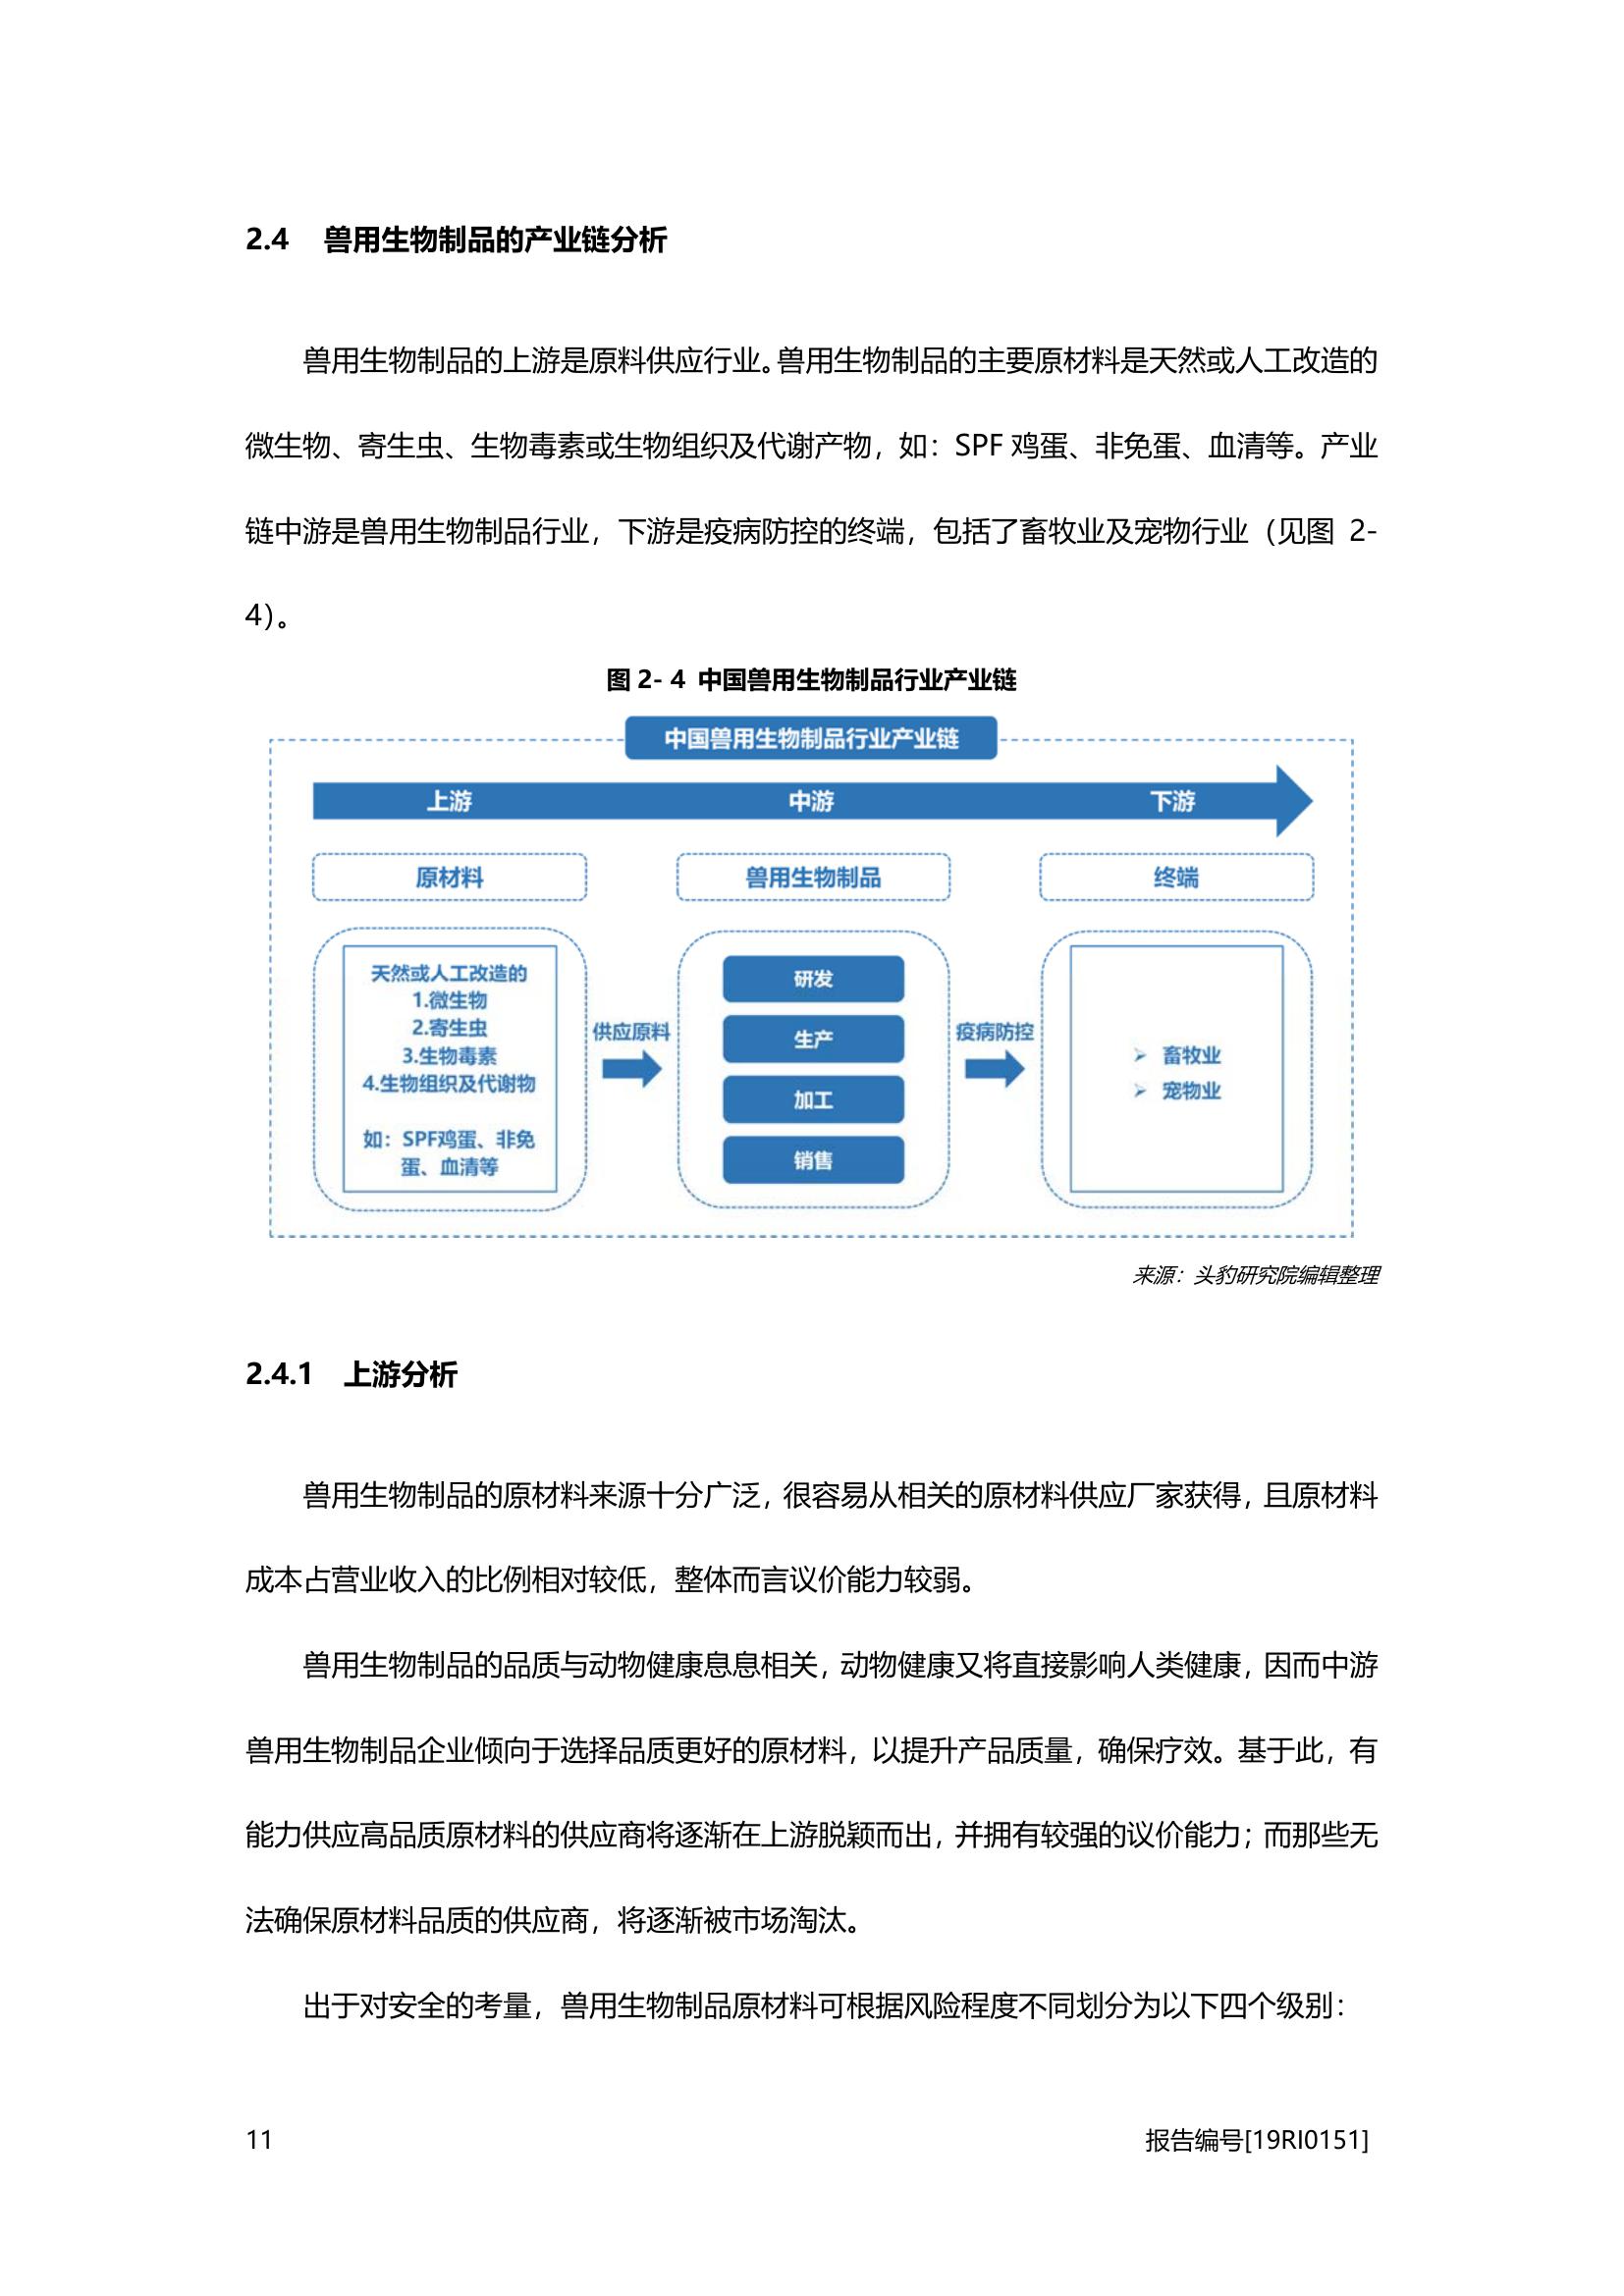 2.4 兽用生物制品的产业链分析
兽用生物制品的上游是原料供应行业。兽用生物制品的主要原材料是天然或人工改造的
微生物、寄生虫、生物毒素或生物组织及代谢产物，如：SPF 鸡蛋、非免蛋、血清等。产业
链中游是兽用生物制品行业，下游是疫病防控的终端，包括了畜牧业及宠物行业（见图 2-
4）。
图 2- 4 中国兽用生物制品行业产业链
中国兽用生物制品行业产业链
上游 中游 下游
原材料 兽用生物制品 终端
天然或人工改造的
1.微生物
2.寄生虫
3.生物毒素
4.生物组织及代谢物
如：SPF鸡蛋、非免
蛋、血清等
供应原料
研发
生产
加工
销售
疫病防控
➢ 畜牧业
➢ 宠物业
来源：头豹研究院编辑整理
2.4.1 上游分析
兽用生物制品的原材料来源十分广泛，很容易从相关的原材料供应厂家获得，且原材料
成本占营业收入的比例相对较低，整体而言议价能力较弱。
兽用生物制品的品质与动物健康息息相关，动物健康又将直接影响人类健康，因而中游
兽用生物制品企业倾向于选择品质更好的原材料，以提升产品质量，确保疗效。基于此，有
能力供应高品质原材料的供应商将逐渐在上游脱颖而出，并拥有较强的议价能力；而那些无
法确保原材料品质的供应商，将逐渐被市场淘汰。
出于对安全的考量，兽用生物制品原材料可根据风险程度不同划分为以下四个级别：
11 报告编号[19RI0151]